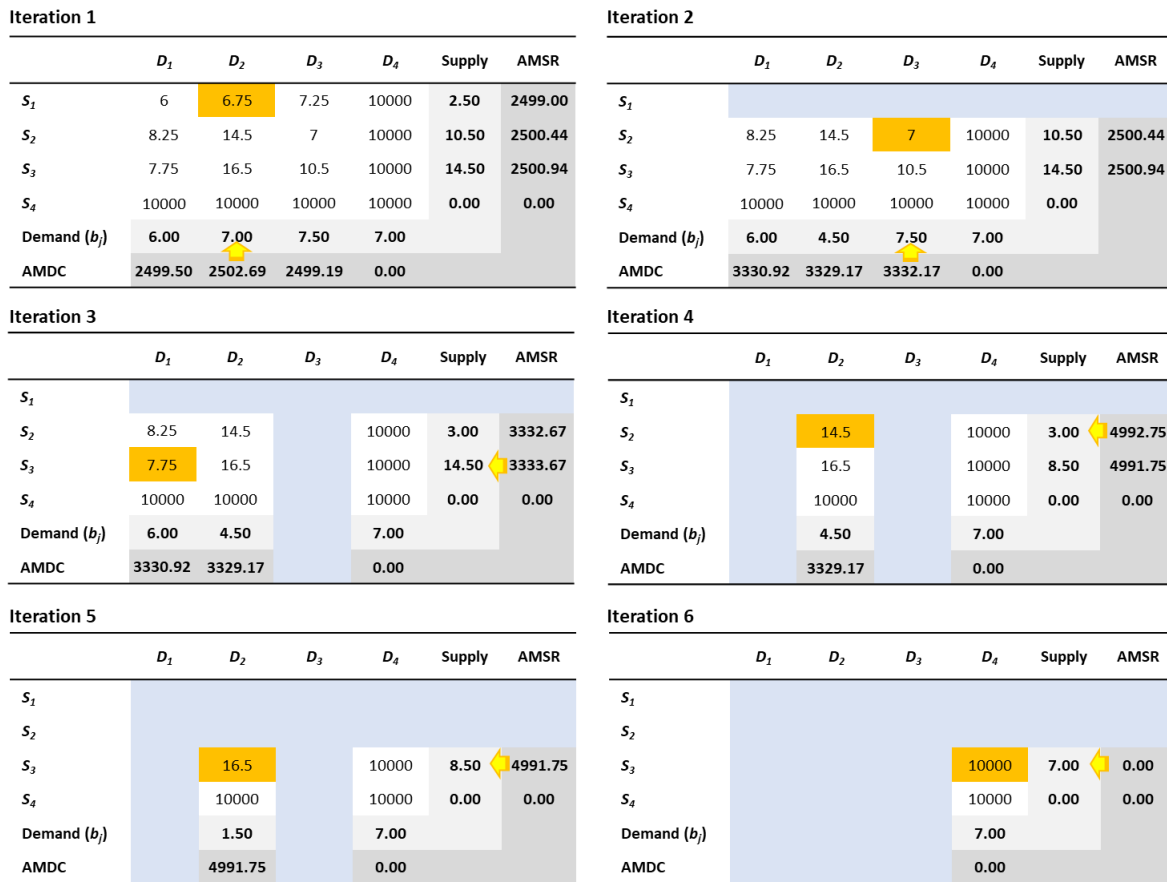 Iteration 1
D1 D2 D3 D4 Supply AMSR
S1 6 6.75 7.25 10000 2.50 2499.00
S2 8.25 14.5 7 10000 10.50 2500.44
S3 7.75 16.5 10.5 10000 14.50 2500.94
S4 10000 10000 10000 10000 0.00 0.00
Demand (bj) 6.00 7.00 7.50 7.00
AMDC 2499.50 2502.69 2499.19 0.00
Iteration 2
D1 D2 D3 D4 Supply AMSR
S1
S2 8.25 14.5 7 10000 10.50 2500.44
S3 7.75 16.5 10.5 10000 14.50 2500.94
S4 10000 10000 10000 10000 0.00
Demand (bj) 6.00 4.50 7.50 7.00
AMDC 3330.92 3329.17 3332.17 0.00
Iteration 3
D1 D2 D3 D4 Supply AMSR
S1
S2 8.25 14.5 10000 3.00 3332.67
S3 7.75 16.5 10000 14.50 3333.67
S4 10000 10000 10000 0.00 0.00
Demand (bj) 6.00 4.50 7.00
AMDC 3330.92 3329.17 0.00
Iteration 4
D1 D2 D3 D4 Supply AMSR
S1
S2 14.5 10000 3.00 4992.75
S3 16.5 10000 8.50 4991.75
S4 10000 10000 0.00 0.00
Demand (bj) 4.50 7.00
AMDC 3329.17 0.00
Iteration 5
D1 D2 D3 D4 Supply AMSR
S1
S2
S3 16.5 10000 8.50 4991.75
S4 10000 10000 0.00 0.00
Demand (bj) 1.50 7.00
AMDC 4991.75 0.00
Iteration 6
D1 D2 D3 D4 Supply AMSR
S1
S2
S3 10000 7.00 0.00
S4 10000 0.00 0.00
Demand (bj) 7.00
AMDC 0.00